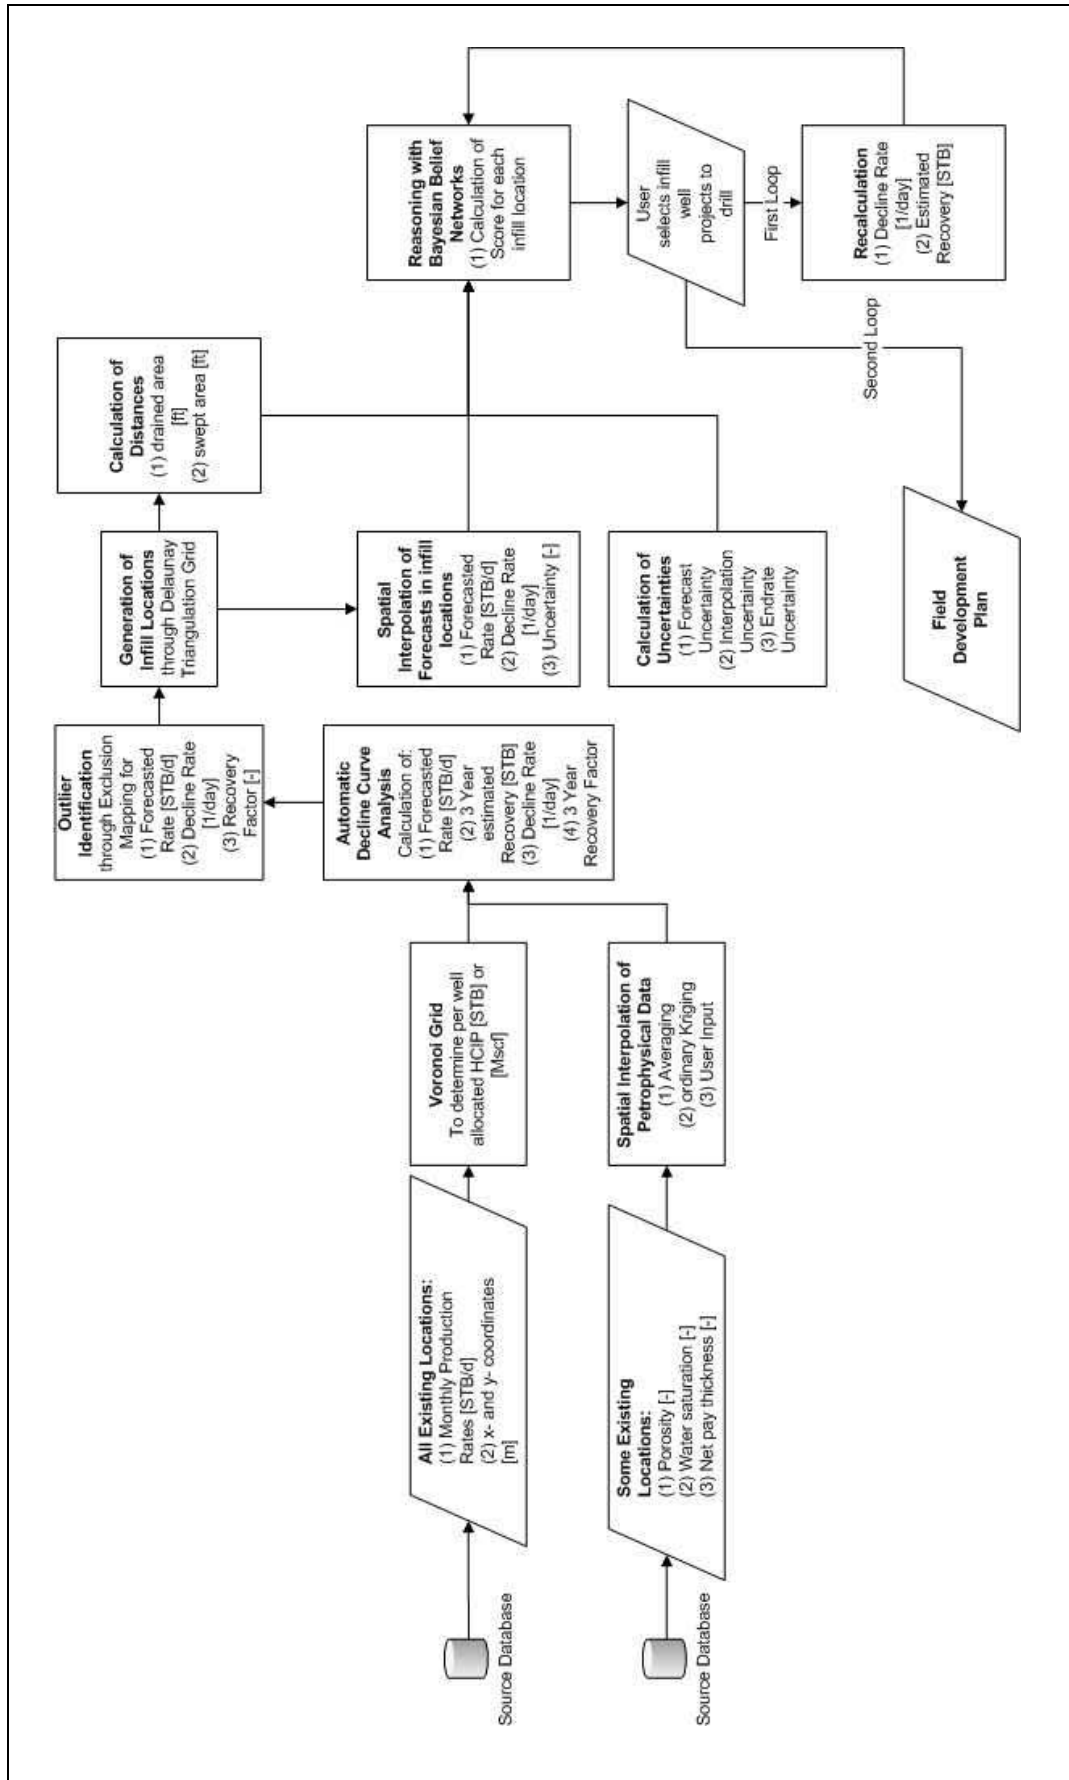 Source Database
All Existing Locations:
(1) Monthly Production
Rates [STB/d]
(2) x- and y- coordinates
[m]
Voronoi Grid
To determine per well
allocated HCIP [STB] or
[Mscf]
Source Database
Some Existing
Locations:
(1) Porosity [-]
(2) Water saturation [-]
(3) Net pay thickness [-]
Spatial Interpolation of
Petrophysical Data
(1) Averaging
(2) ordinary Kriging
(3) User Input
Automatic
Decline Curve
Analysis
Calculation of:
(1) Forecasted
Rate [STB/d]
(2) 3 Year
estimated
Recovery [STB]
(3) Decline Rate
[1/day]
(4) 3 Year
Recovery Factor
Outlier
Identification
through Exclusion
Mapping for
(1) Forecasted
Rate [STB/d]
(2) Decline Rate
[1/day]
(3) Recovery
Factor [-]
Generation of
Infill Locations
through Delaunay
Triangulation Grid
Calculation of
Distances
(1) drained area
[ft]
(2) swept area [ft]
Spatial
Interpolation of
Forecasts in infill
locations
(1) Forecasted
Rate [STB/d]
(2) Decline Rate
[1/day]
(3) Uncertainty [-]
Calculation of
Uncertainties
(1) Forecast
Uncertainty
(2) Interpolation
Uncertainty
(3) Endrate
Uncertainty
Reasoning with
Bayesian Belief
Networks
(1) Calculation of
Score for each
infill location
User
selects infill
well
projects to
drill
First Loop
Recalculation
(1) Decline Rate
[1/day]
(2) Estimated
Recovery [STB]
Second Loop
Field
Development
Plan